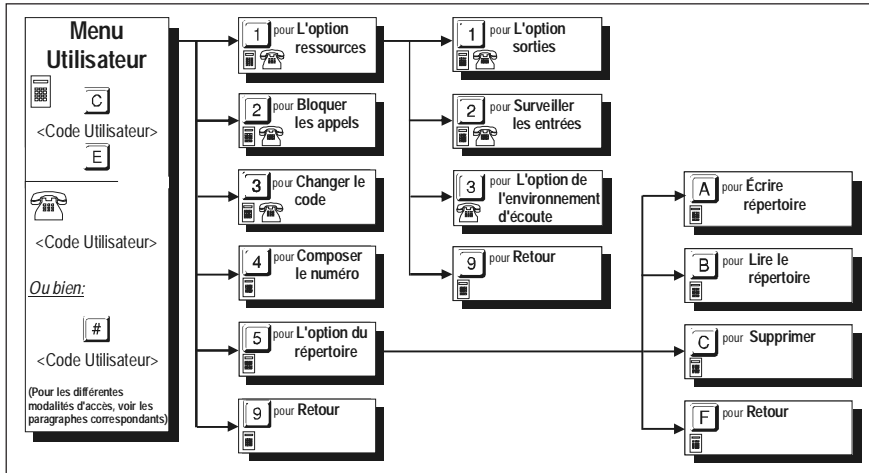 Menu
Utilisateur
C
<Code Utilisateur>
E
<Code Utilisateur>
Ou bien:
#
<Code Utilisateur>
(Pour les différentes
modalités d'accès, voir les
paragraphes correspondants)
1 pour L'option
ressources
2 pour Bloquer
les appels
3 pour Changer le
code
4 pour Composer
le numéro
5 pour L'option du
répertoire
9 pour Retour
1 pour L'option
sorties
2 pour Surveiller
les entrées
3 pour L'option de
l'environnement
d'écoute
9 pour Retour
A pour Écrire
répertoire
B pour Lire le
répertoire
C pour Supprimer
F pour Retour